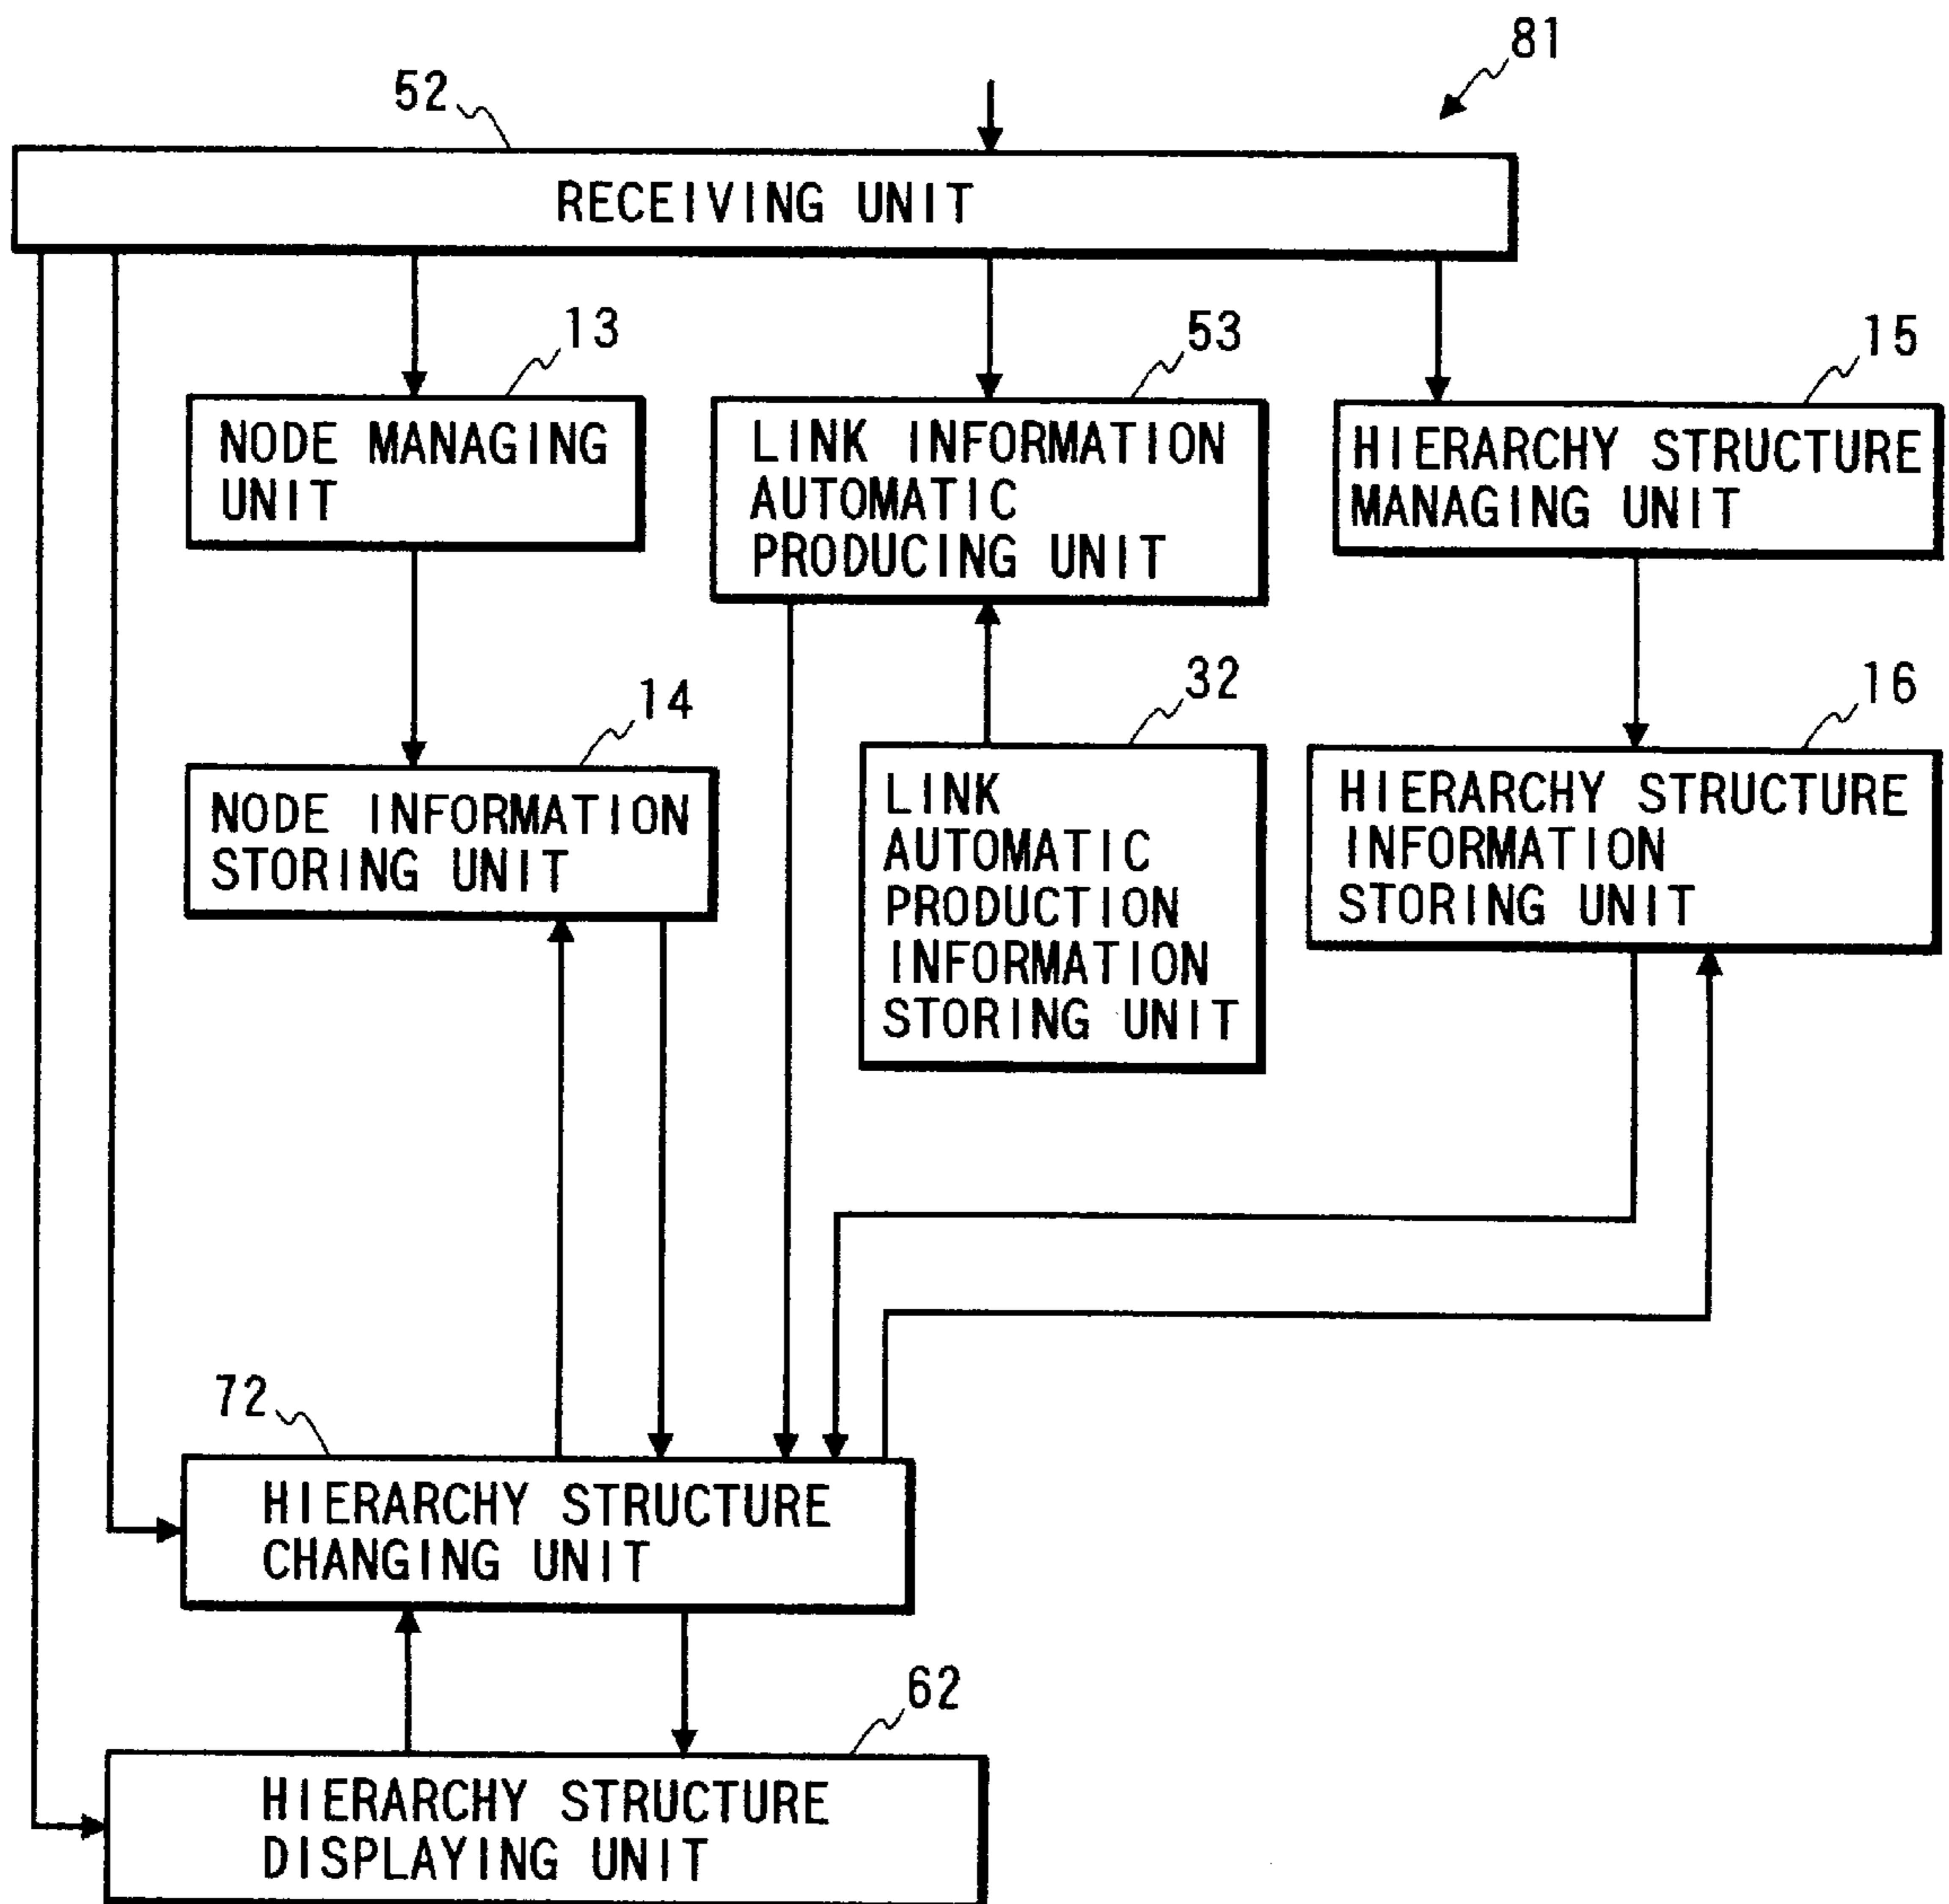 81
52
RECEIVING UNIT
13
53
15
NODE MANAGING
UNIT
LINK INFORMATION
AUTOMATIC
PRODUCING UNIT
HIERARCHY STRUCTURE
MANAGING UNIT
14
32
16
NODE INFORMATION
STORING UNIT
LINK
AUTOMATIC
PRODUCTION
INFORMATION
STORING UNIT
HIERARCHY STRUCTURE
INFORMATION
STORING UNIT
72
HIERARCHY STRUCTURE
CHANGING UNIT
62
HIERARCHY STRUCTURE
DISPLAYING UNIT